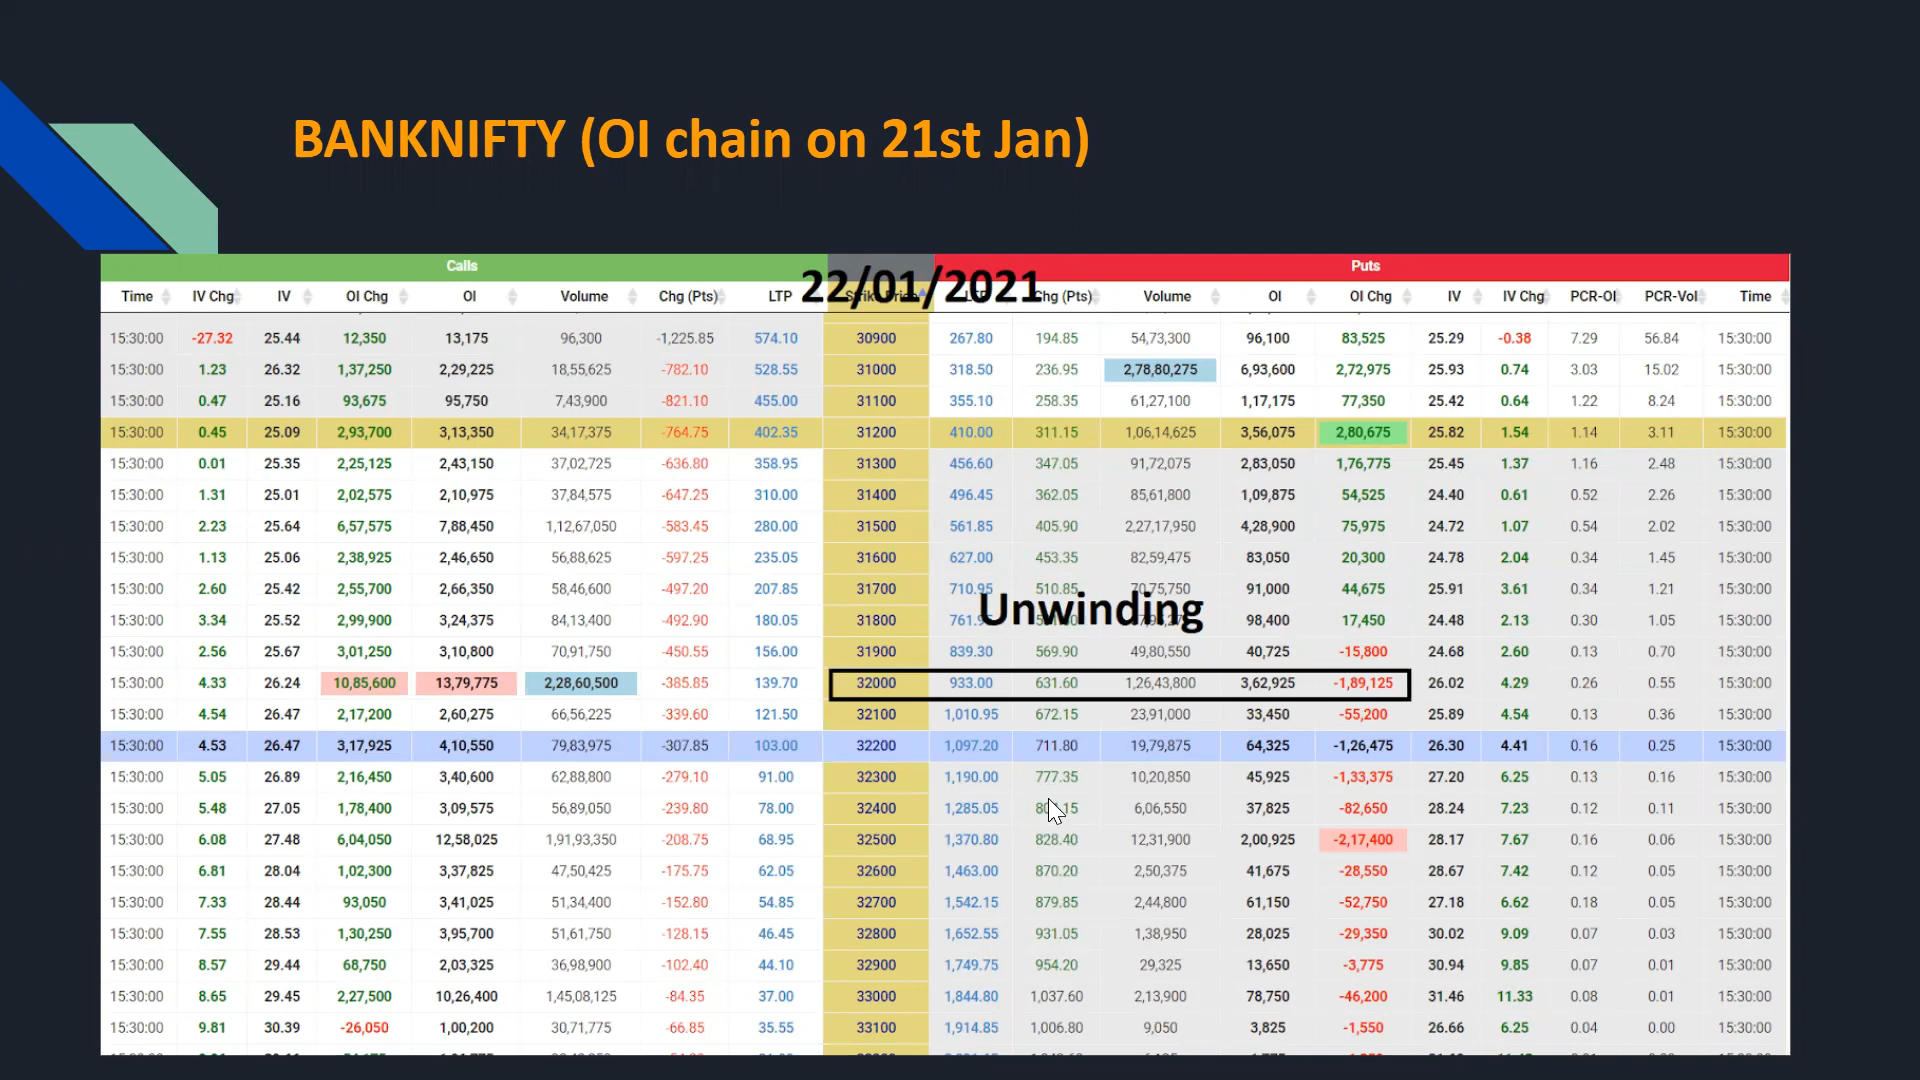 BANKNIFTY (OI chain on 21st Jan)
Calls Puts
22/01/2021
Time IV Chg IV OI Chg OI Volume Chg (Pts) LTP Chg (Pts) Volume OI OI Chg IV IV Chg PCR-OI PCR-Vol Time
15:30:00 -27.32 25.44 12,350 13,175 96,300 -1,225.85 574.10 30900 267.80 194.85 54,73,300 96,100 83,525 25.29 -0.38 7.29 56.84 15:30:00
15:30:00 1.23 26.32 1,37,250 2,29,225 18,55,625 -782.10 528.55 31000 318.50 236.95 2,78,80,275 6,93,600 2,72,975 25.93 0.74 3.03 15.02 15:30:00
15:30:00 0.47 25.16 93,675 95,750 7,43,900 -821.10 455.00 31100 355.10 258.35 61,27,100 1,17,175 77,350 25.42 0.64 1.22 8.24 15:30:00
15:30:00 0.45 25.09 2,93,700 3,13,350 34,17,375 -764.75 402.35 31200 410.00 311.15 1,06,14,625 3,56,075 2,80,675 25.82 1.54 1.14 3.11 15:30:00
15:30:00 0.01 25.35 2,25,125 2,43,150 37,02,725 -636.80 358.95 31300 456.60 347.05 91,72,075 2,83,050 1,76,775 25.45 1.37 1.16 2.48 15:30:00
15:30:00 1.31 25.01 2,02,575 2,10,975 37,84,575 -647.25 310.00 31400 496.45 362.05 85,61,800 1,09,875 54,525 24.40 0.61 0.52 2.26 15:30:00
15:30:00 2.23 25.64 6,57,575 7,88,450 1,12,67,050 -583.45 280.00 31500 561.85 405.90 2,27,17,950 4,28,900 75,975 24.72 1.07 0.54 2.02 15:30:00
15:30:00 1.13 25.06 2,38,925 2,46,650 56,88,625 -597.25 235.05 31600 627.00 453.35 82,59,475 83,050 20,300 24.78 2.04 0.34 1.45 15:30:00
15:30:00 2.60 25.42 2,55,700 2,66,350 58,46,600 -497.20 207.85 31700 710.95 510.85 70,75,750 91,000 44,675 25.91 3.61 0.34 1.21 15:30:00
Unwinding
15:30:00 3.34 25.52 2,99,900 3,24,375 84,13,400 -492.90 180.05 31800 98,400 17,450 24.48 2.13 0.30 1.05 15:30:00
15:30:00 2.56 25.67 3,01,250 3,10,800 70,91,750 -450.55 156.00 31900 839.30 569.90 49,80,550 40,725 -15,800 24.68 2.60 0.13 0.70 15:30:00
15:30:00 4.33 26.24 10,85,600 13,79,775 2,28,60,500 -385.85 139.70 32000 933.00 631.60 1,26,43,800 3,62,925 -1,89,125 26.02 4.29 0.26 0.55 15:30:00
15:30:00 4.54 26.47 2,17,200 2,60,275 66,56,225 -339.60 121.50 32100 1,010.95 672.15 23,91,000 33,450 -55,200 25.89 4.54 0.13 0.36 15:30:00
15:30:00 4.53 26.47 3,17,925 4,10,550 79,83,975 -307.85 103.00 32200 1,097.20 711.80 19,79,875 64,325 -1,26,475 26.30 4.41 0.16 0.25 15:30:00
15:30:00 5.05 26.89 2,16,450 3,40,600 62,88,800 -279.10 91.00 32300 1,190.00 777.35 10,20,850 45,925 -1,33,375 27.20 6.25 0.13 0.16 15:30:00
15:30:00 5.48 27.05 1,78,400 3,09,575 56,89,050 -239.80 78.00 32400 1,285.05 6,06,550 37,825 -82,650 28.24 7.23 0.12 0.11 15:30:00
15:30:00 6.08 27.48 6,04,050 12,58,025 1,91,93,350 -208.75 68.95 32500 1,370.80 828.40 12,31,900 2,00,925 -2,17,400 28.17 7.67 0.16 0.06 15:30:00
15:30:00 6.81 28.04 1,02,300 3,37,825 47,50,425 -175.75 62.05 32600 1,463.00 870.20 2,50,375 41,675 -28,550 28.67 7.42 0.12 0.05 15:30:00
15:30:00 7.33 28.44 93,050 3,41,025 51,34,400 -152.80 54.85 32700 1,542.15 879.85 2,44,800 61,150 -52,750 27.18 6.62 0.18 0.05 15:30:00
15:30:00 7.55 28.53 1,30,250 3,95,700 51,61,750 -128.15 46.45 32800 1,652.55 931.05 1,38,950 28,025 -29,350 30.02 9.09 0.07 0.03 15:30:00
15:30:00 8.57 29.44 68,750 2,03,325 36,98,900 -102.40 44.10 32900 1,749.75 954.20 29,325 13,650 -3,775 30.94 9.85 0.07 0.01 15:30:00
15:30:00 8.65 29.45 2,27,500 10,26,400 1,45,08,125 -84.35 37.00 33000 1,844.80 1,037.60 2,13,900 78,750 -46,200 31.46 11.33 0.08 0.01 15:30:00
15:30:00 9.81 30.39 -26,050 1,00,200 30,71,775 -66.85 35.55 33100 1,914.85 1,006.80 9,050 3,825 -1,550 26.66 6.25 0.04 0.00 15:30:00